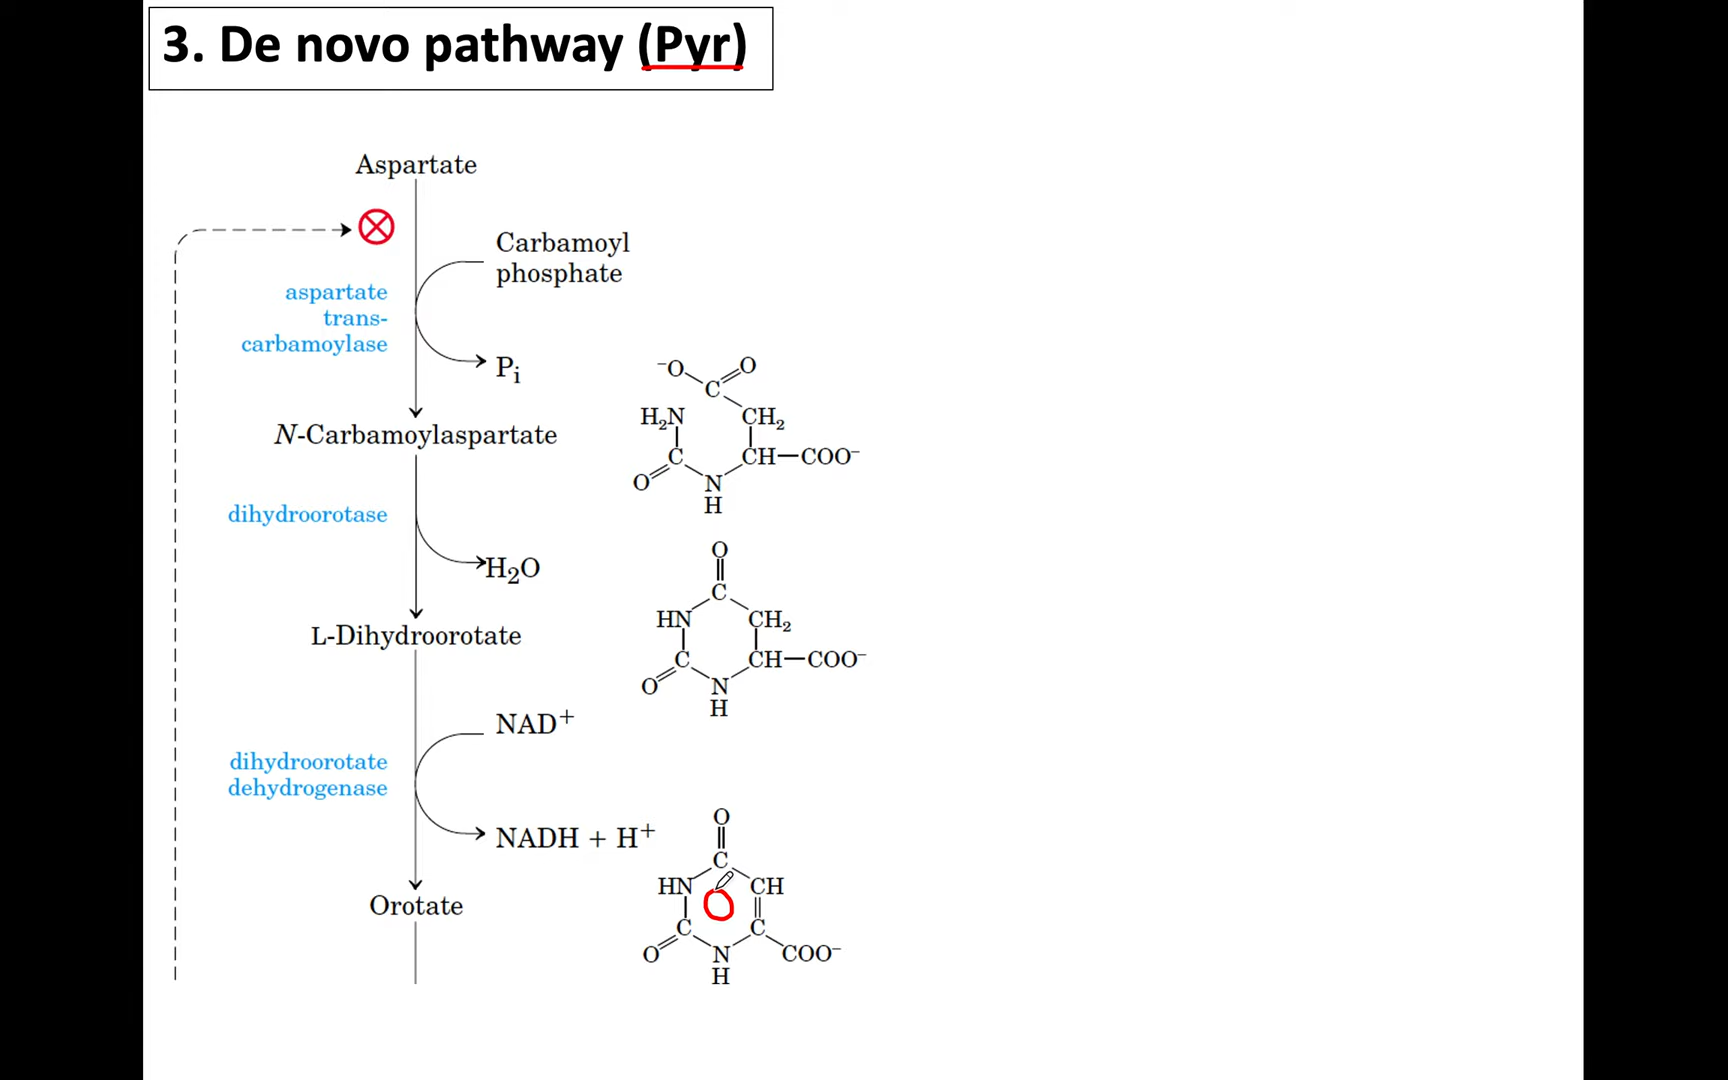 3. De novo pathway (Pyr)
Aspartate
Carbamoyl
phosphate
aspartate
trans-
carbamoylase
Pi
N-Carbamoylaspartate
⁻O
O
C
H₂N
CH₂
C
CH—COO⁻
O
N
H
dihydroorotase
H₂O
L-Dihydroorotate
O
C
HN
CH₂
C
CH—COO⁻
O
N
H
NAD⁺
dihydroorotate
dehydrogenase
NADH + H⁺
Orotate
O
C
HN
CH
C
C
O
N
COO⁻
H